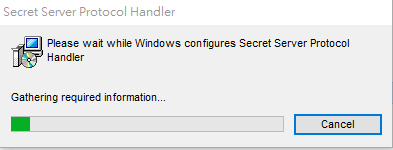 Secret Server Protocol Handler
Please wait while Windows configures Secret Server Protocol
Handler
Gathering required information...
Cancel